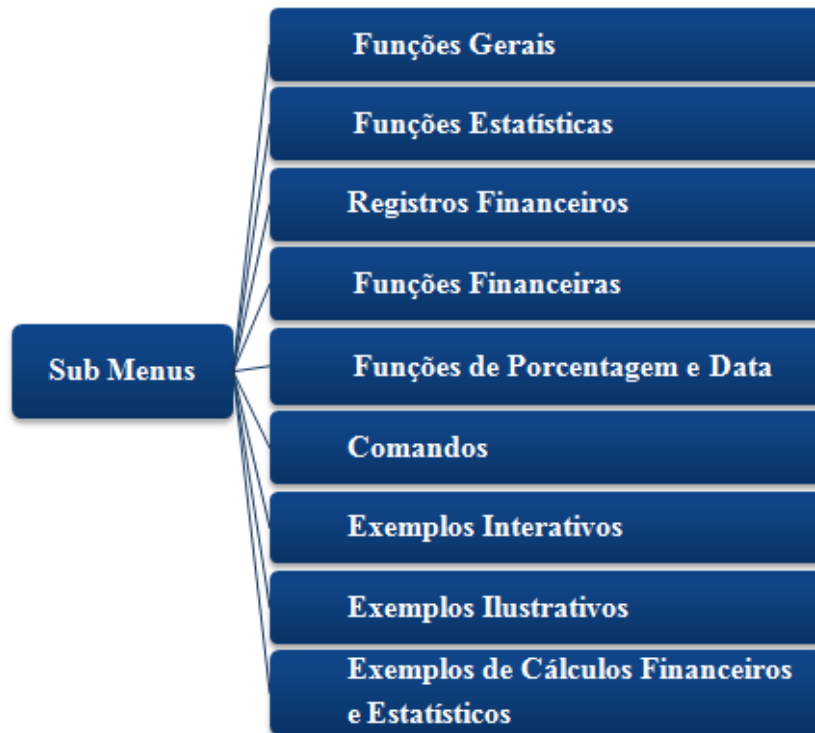 Funções Gerais
Funções Estatísticas
Registros Financeiros
Funções Financeiras
Sub Menus
Funções de Porcentagem e Data
Comandos
Exemplos Interativos
Exemplos Ilustrativos
Exemplos de Cálculos Financeiros
e Estatísticos